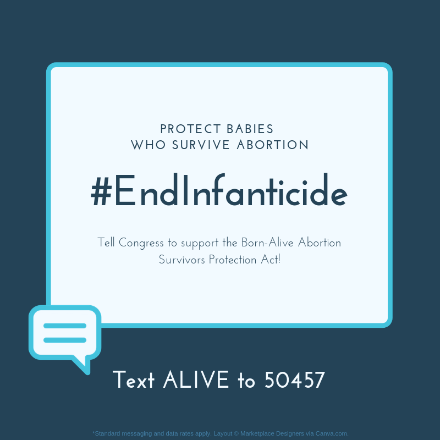 PROTECT BABIES
WHO SURVIVE ABORTION
#EndInfanticide
Tell Congress to support the Born-Alive Abortion
Survivors Protection Act!
Text ALIVE to 50457
*Standard messaging and data rates apply. Layout © Marketplace Designers via Canva.com